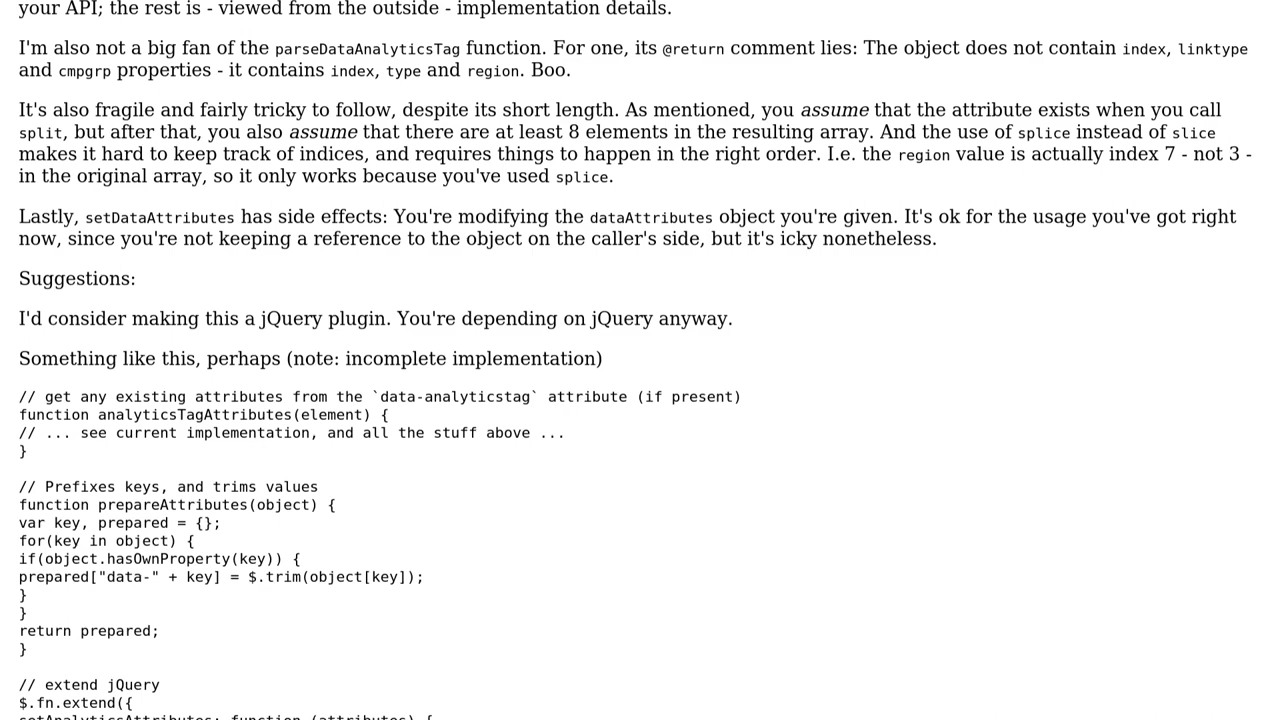 your API; the rest is - viewed from the outside - implementation details.
I'm also not a big fan of the parseDataAnalyticsTag function. For one, its @return comment lies: The object does not contain index, linktype
and cmpgrp properties - it contains index, type and region. Boo.
It's also fragile and fairly tricky to follow, despite its short length. As mentioned, you assume that the attribute exists when you call
split, but after that, you also assume that there are at least 8 elements in the resulting array. And the use of splice instead of slice
makes it hard to keep track of indices, and requires things to happen in the right order. I.e. the region value is actually index 7 - not 3 -
in the original array, so it only works because you've used splice.
Lastly, setDataAttributes has side effects: You're modifying the dataAttributes object you're given. It's ok for the usage you've got right
now, since you're not keeping a reference to the object on the caller's side, but it's icky nonetheless.
Suggestions:
I'd consider making this a jQuery plugin. You're depending on jQuery anyway.
Something like this, perhaps (note: incomplete implementation)
// get any existing attributes from the `data-analyticstag` attribute (if present)
function analyticsTagAttributes(element) {
// ... see current implementation, and all the stuff above ...
}
// Prefixes keys, and trims values
function prepareAttributes(object) {
var key, prepared = {};
for(key in object) {
if(object.hasOwnProperty(key)) {
prepared["data-" + key] = $.trim(object[key]);
}
}
return prepared;
}
// extend jQuery
$.fn.extend({
setAnalyticsAttributes: function (attributes) {